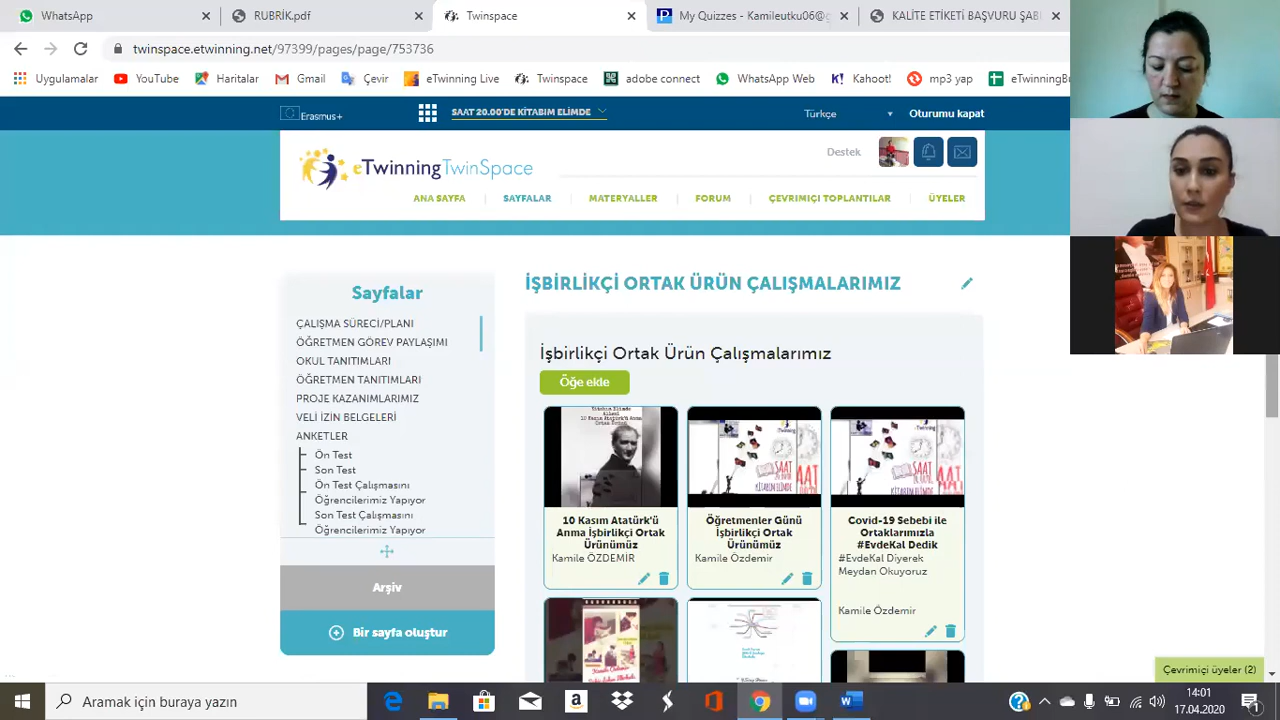 WhatsApp
RUBRİK.pdf
Twinspace
My Quizzes - Kamileutku06@g
KALİTE ETİKETİ BAŞVURU ŞABI
twinspace.etwinning.net/97399/pages/page/753736
Uygulamalar
YouTube
Haritalar
Gmail
Çevir
eTwinning Live
Twinspace
adobe connect
WhatsApp Web
Kahoot!
mp3 yap
eTwinningBu
Erasmus+
SAAT 20.00'DE KİTABIM ELİMDE
Türkçe
Oturumu kapat
eTwinningTwinSpace
Destek
ANA SAYFA
SAYFALAR
MATERYALLER
FORUM
ÇEVRİMİÇİ TOPLANTILAR
ÜYELER
Sayfalar
ÇALIŞMA SÜRECİ/PLANI
ÖĞRETMEN GÖREV PAYLAŞIMI
OKUL TANITIMLARI
ÖĞRETMEN TANITIMLARI
PROJE KAZANIMLARIMIZ
VELİ İZİN BELGELERİ
ANKETLER
Ön Test
Son Test
Ön Test Çalışmasını
Öğrencilerimiz Yapıyor
Son Test Çalışmasını
Öğrencilerimiz Yapıyor
Arşiv
Bir sayfa oluştur
İŞBİRLİKÇİ ORTAK ÜRÜN ÇALIŞMALARIMIZ
İşbirlikçi Ortak Ürün Çalışmalarımız
Öğe ekle
10 Kasım Atatürk'ü
Anma İşbirlikçi Ortak
Ürünümüz
Kamile ÖZDEMİR
Öğretmenler Günü
İşbirlikçi Ortak
Ürünümüz
Kamile Özdemir
Covid-19 Sebebi ile
Ortaklarımızla
#EvdeKal Dedik
#EvdeKal Diyerek
Meydan Okuyoruz
Kamile Özdemir
Çevrimiçi üyeler (2)
Aramak için buraya yazın
14:01
17.04.2020